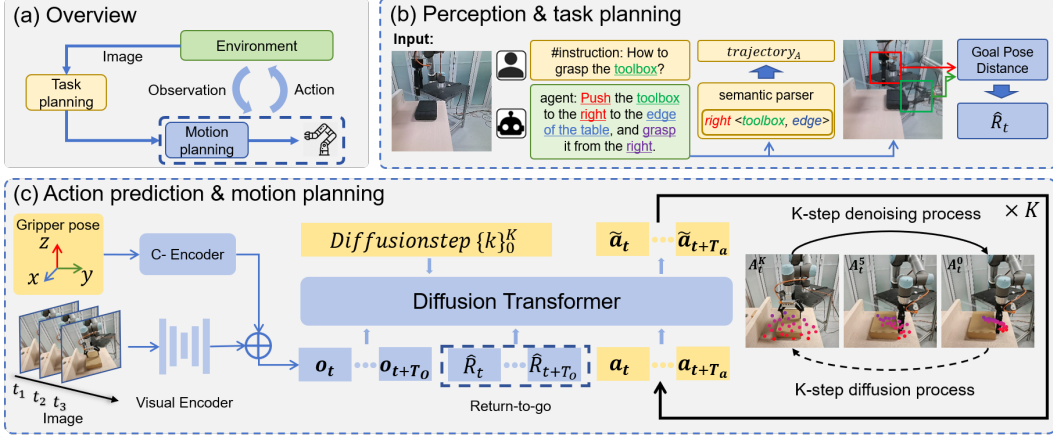 (a) Overview
Image
Environment
Task
planning
Observation
Action
Motion
planning
(b) Perception & task planning
Input:
#instruction: How to
grasp the toolbox?
agent: Push the toolbox
to the right to the edge
of the table, and grasp
it from the right.
trajectory_A
semantic parser
right <toolbox, edge>
Goal Pose
Distance
R̂_t
(c) Action prediction & motion planning
Gripper pose
z
x
y
C- Encoder
t_1 t_2 t_3
Image
Visual Encoder
Diffusionstep {k}_0^K
Diffusion Transformer
o_t o_{t+T_O}
R̂_t R̂_{t+T_O}
Return-to-go
ã_t ã_{t+T_a}
a_t a_{t+T_a}
× K
K-step denoising process
A_t^K A_t^5 A_t^0
K-step diffusion process